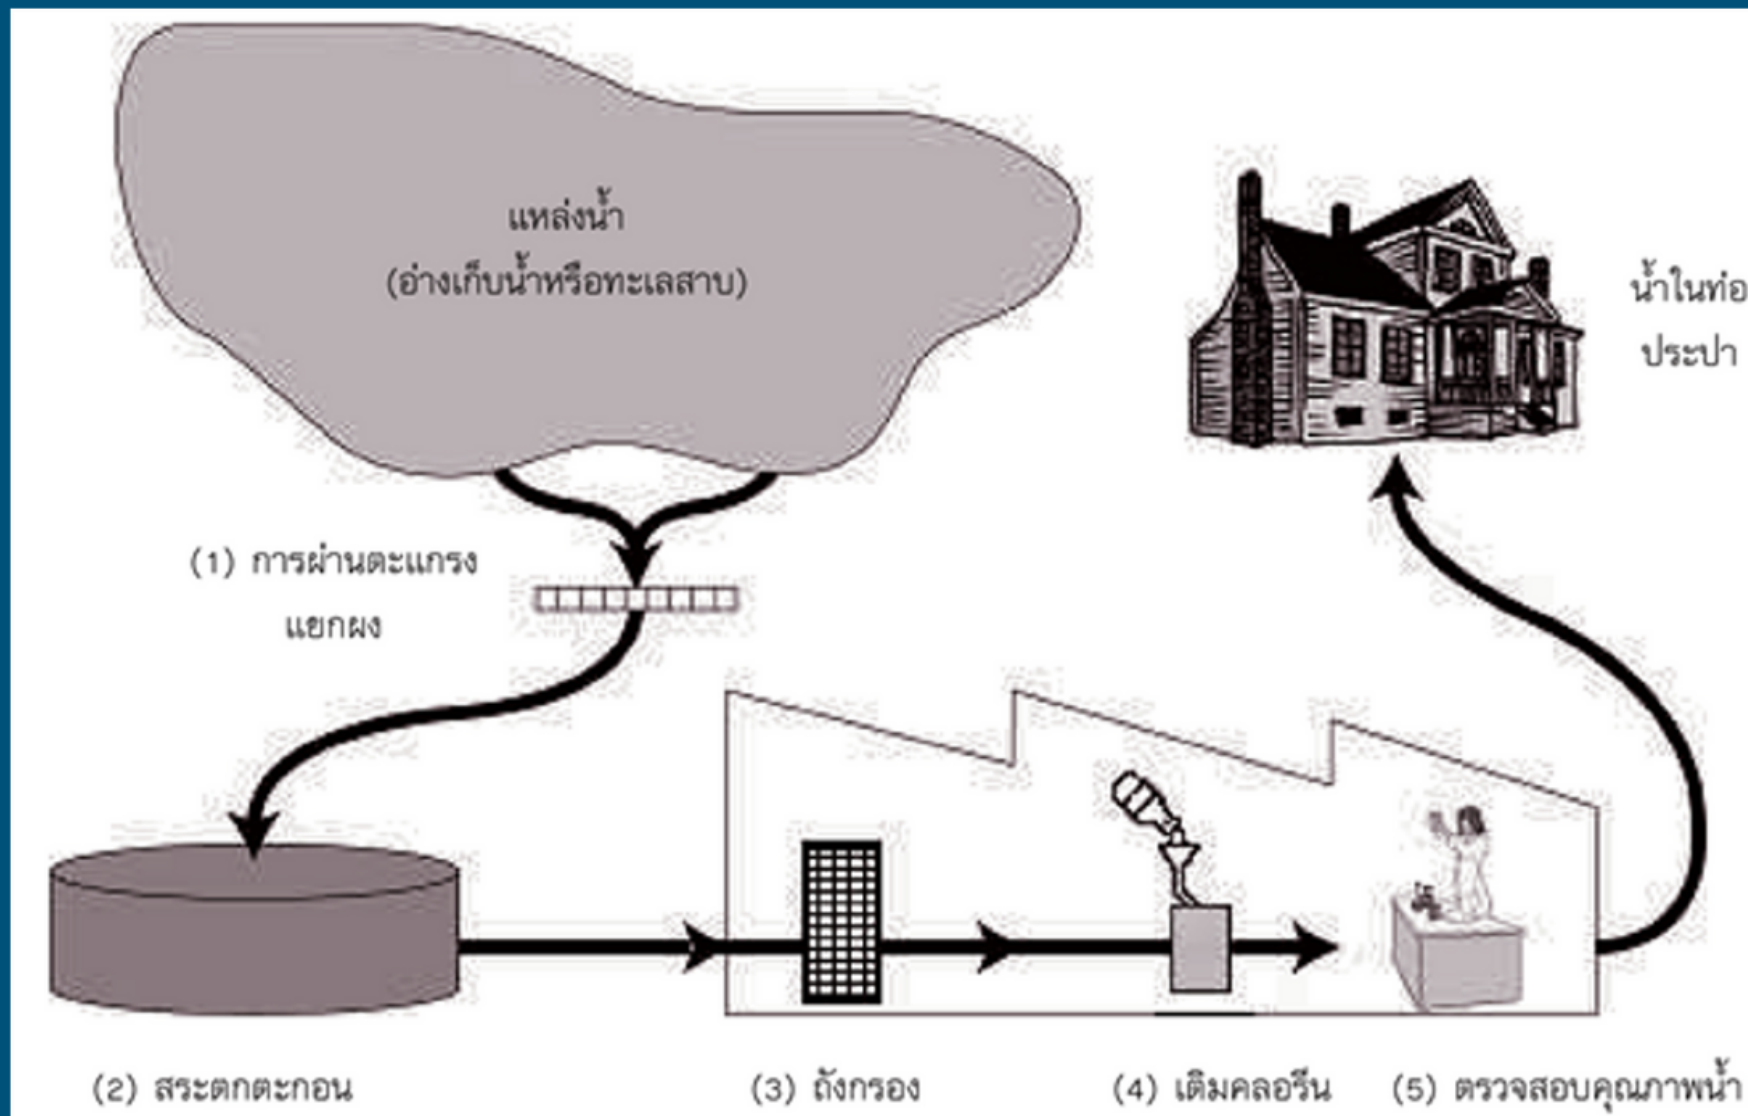 แหล่งน้ำ
(อ่างเก็บน้ำหรือทะเลสาบ)
น้ำในท่อ
ประปา
(1) การผ่านตะแกรง
แยกผง
(2) สระตกตะกอน
(3) ถังกรอง
(4) เติมคลอรีน
(5) ตรวจสอบคุณภาพน้ำ